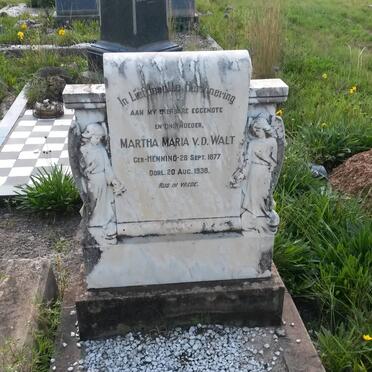 In Liefdevolle Herinnering
AAN MY DIERBARE EGGENOTE
EN ONS MOEDER,
MARTHA MARIA V.D. WALT
GEB. HENNING - 28 SEPT. 1877
OORL. 20 AUG. 1938.
RUS IN VREDE.